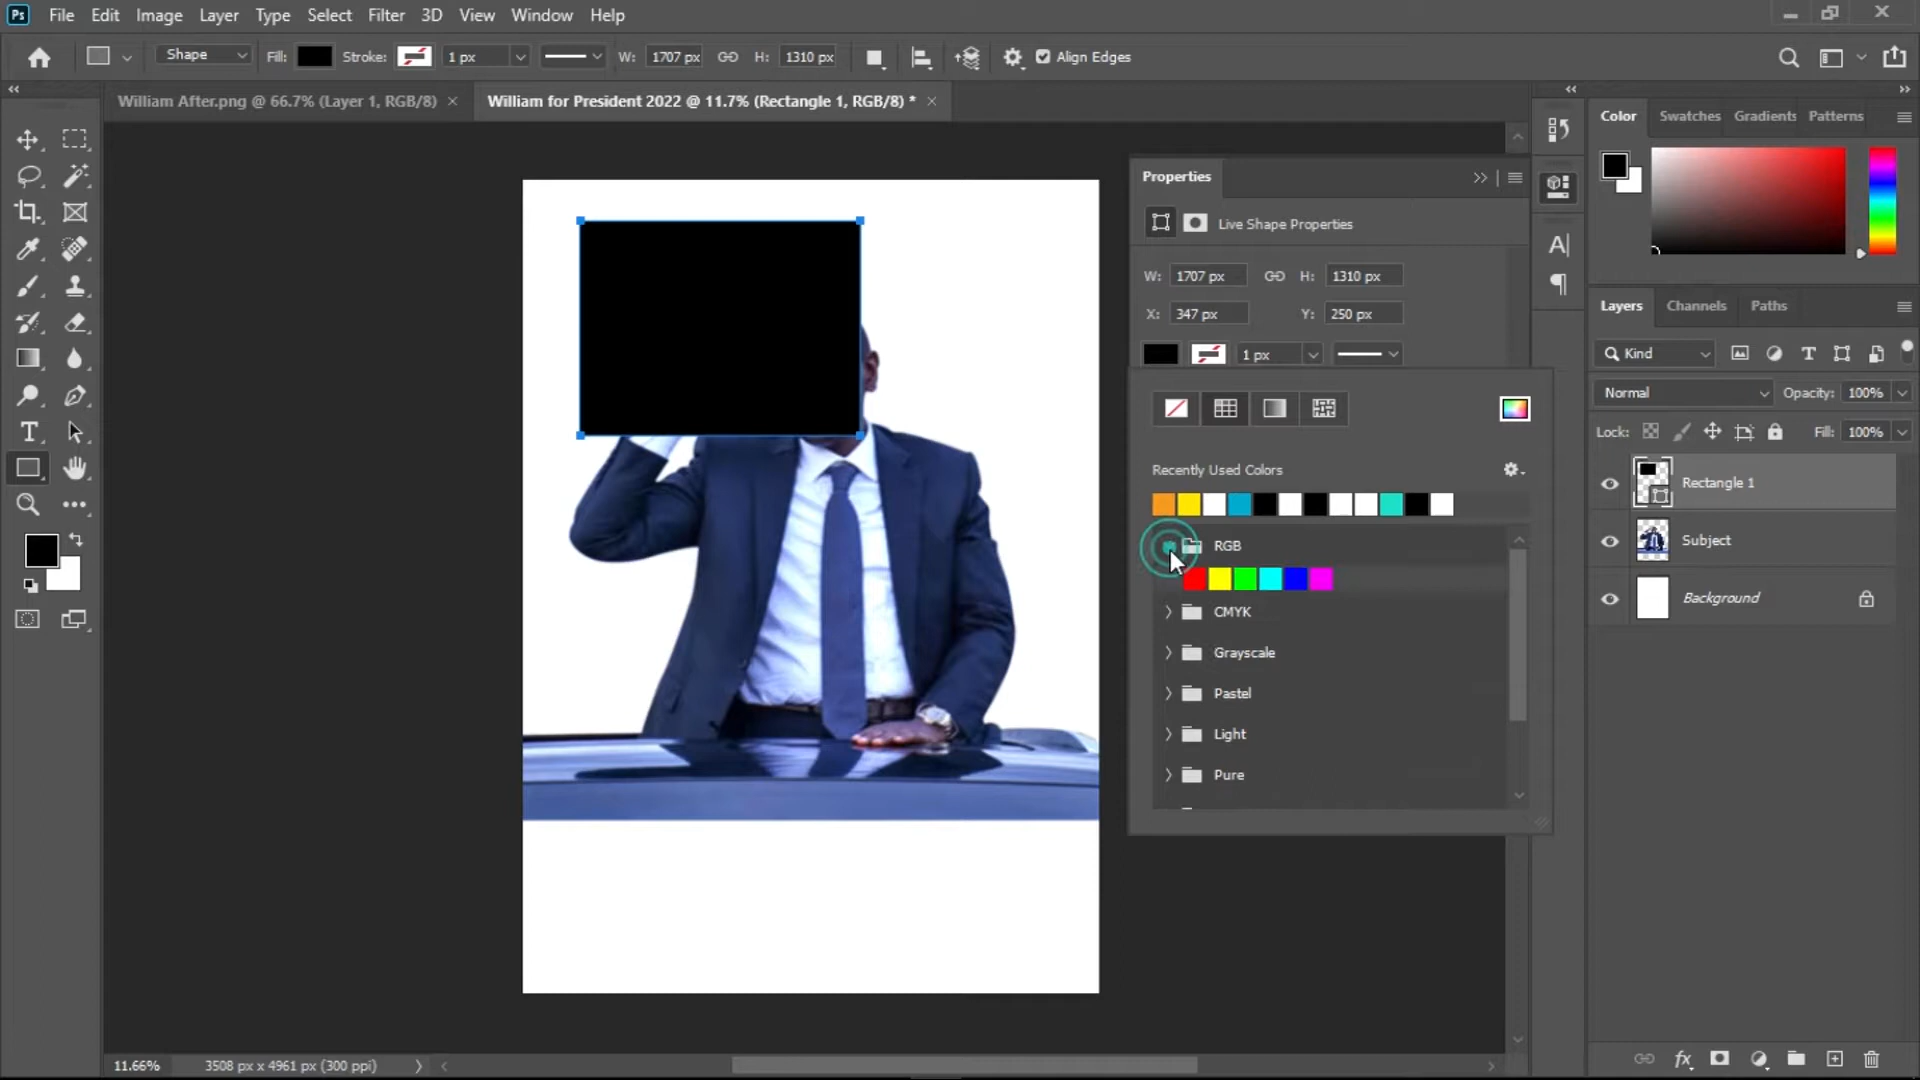 Ps File Edit Image Layer Type Select Filter 3D View Window Help
Shape Fill: Stroke: 1 px W: 1707 px H: 1310 px Align Edges
William After.png @ 66.7% (Layer 1, RGB/8) × William for President 2022 @ 11.7% (Rectangle 1, RGB/8) * ×
Color Swatches Gradients Patterns
Properties
Live Shape Properties
W: 1707 px H: 1310 px
X: 347 px Y: 250 px
1 px
Recently Used Colors
RGB
CMYK
Grayscale
Pastel
Light
Pure
Layers Channels Paths
Kind
Normal Opacity: 100%
Lock: Fill: 100%
Rectangle 1
Subject
Background
11.66% 3508 px x 4961 px (300 ppi)